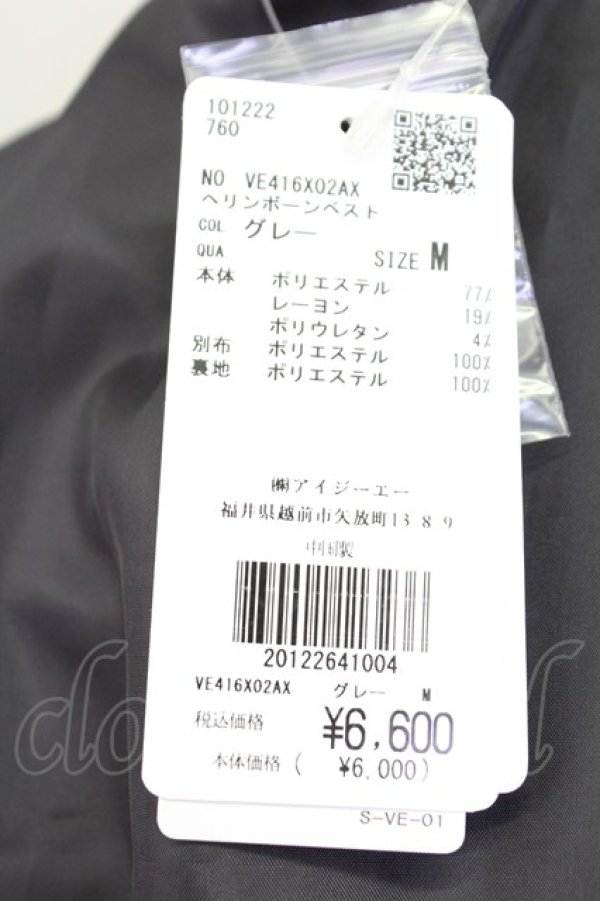 101222
760
NO VE416X02AX
ヘリンボーンベスト
COL グレー
QUA
SIZE M
本体 ポリエステル 77%
レーヨン 19%
ポリウレタン 4%
別布 ポリエステル 100%
裏地 ポリエステル 100%
㈱アイジーエー
福井県越前市矢放町13-8-9
中国製
20122641004
VE416X02AX グレー M
税込価格 ¥6,600
本体価格( ¥6,000)
S-VE-01